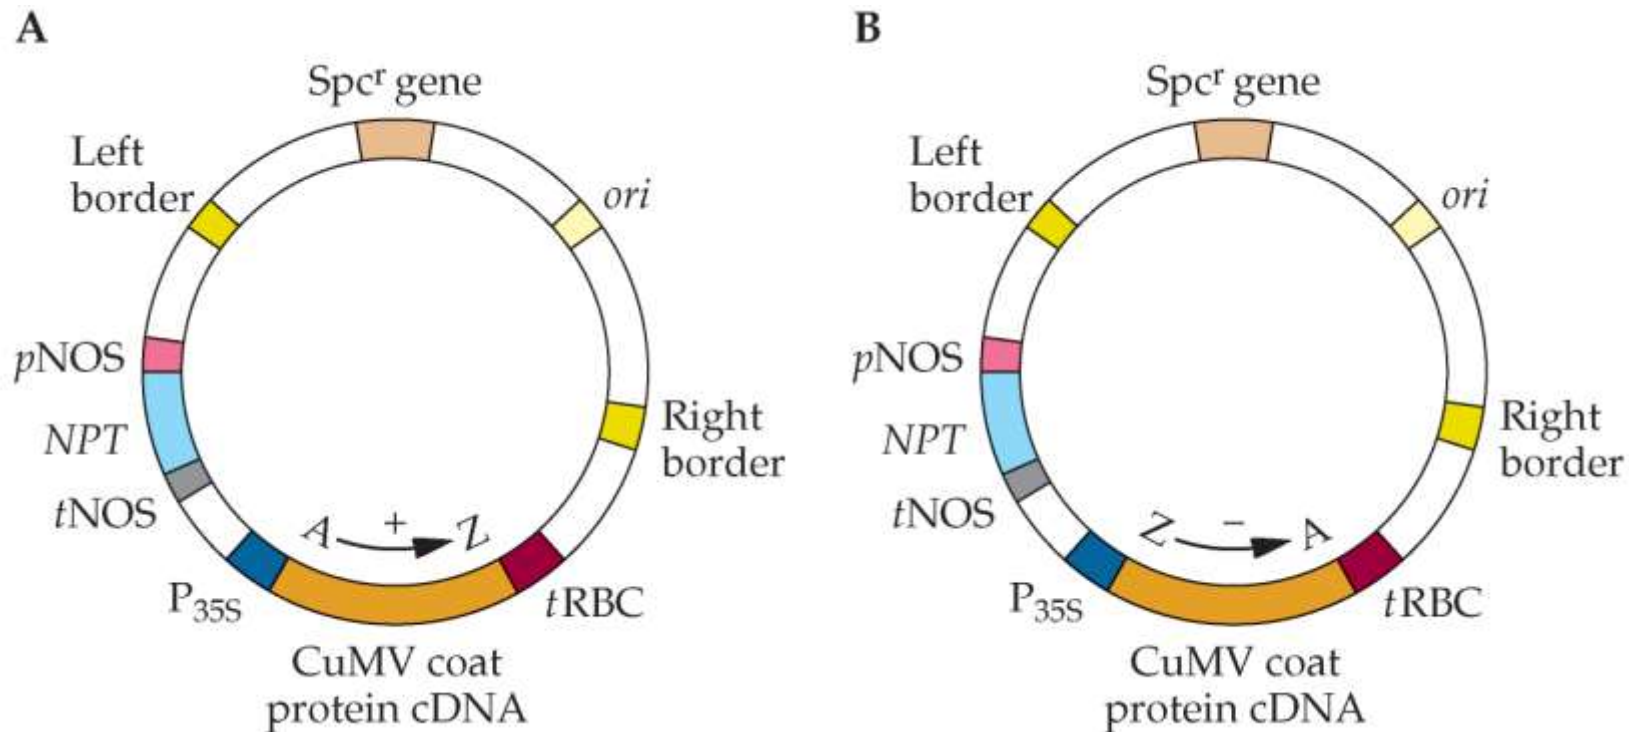 A
Spcʳ gene
Left
border
ori
pNOS
NPT
tNOS
Right
border
A + Z
P₃₅S
tRBC
CuMV coat
protein cDNA
B
Spcʳ gene
Left
border
ori
pNOS
NPT
tNOS
Right
border
Z − A
P₃₅S
tRBC
CuMV coat
protein cDNA